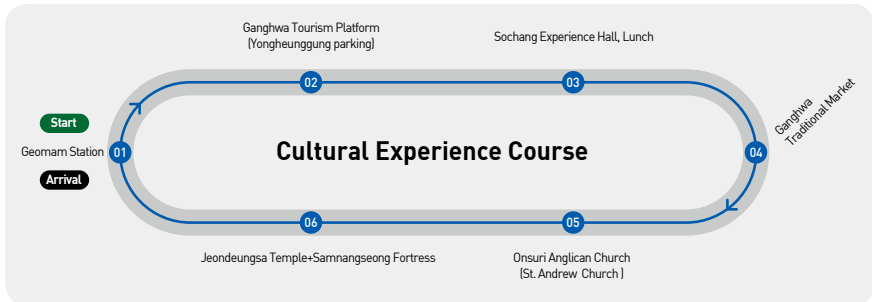 Ganghwa Tourism Platform
(Yongheunggung parking)
Sochang Experience Hall, Lunch
02
03
Ganghwa
Traditional Market
Start
Geomam Station
01
Cultural Experience Course
04
Arrival
06
05
Jeondeungsa Temple+Samnangseong Fortress
Onsuri Anglican Church
(St. Andrew Church )